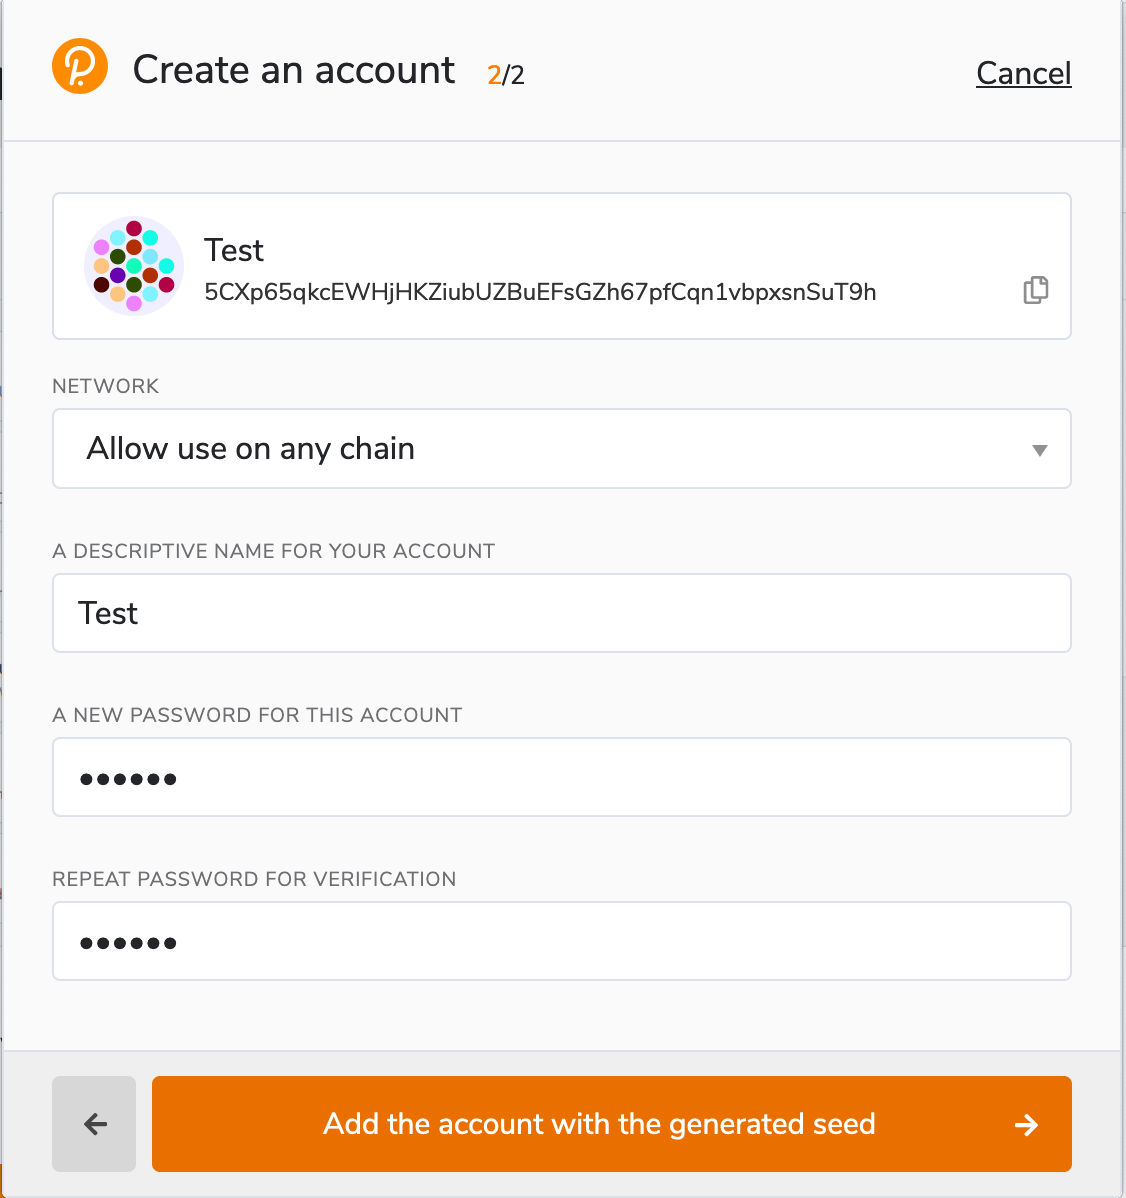 Create an account 2/2 Cancel
Test
5CXp65qkcEWHjHKZiubUZBuEFsGZh67pfCqn1vbpxsnSuT9h
NETWORK
Allow use on any chain
A DESCRIPTIVE NAME FOR YOUR ACCOUNT
Test
A NEW PASSWORD FOR THIS ACCOUNT
••••••
REPEAT PASSWORD FOR VERIFICATION
••••••
Add the account with the generated seed